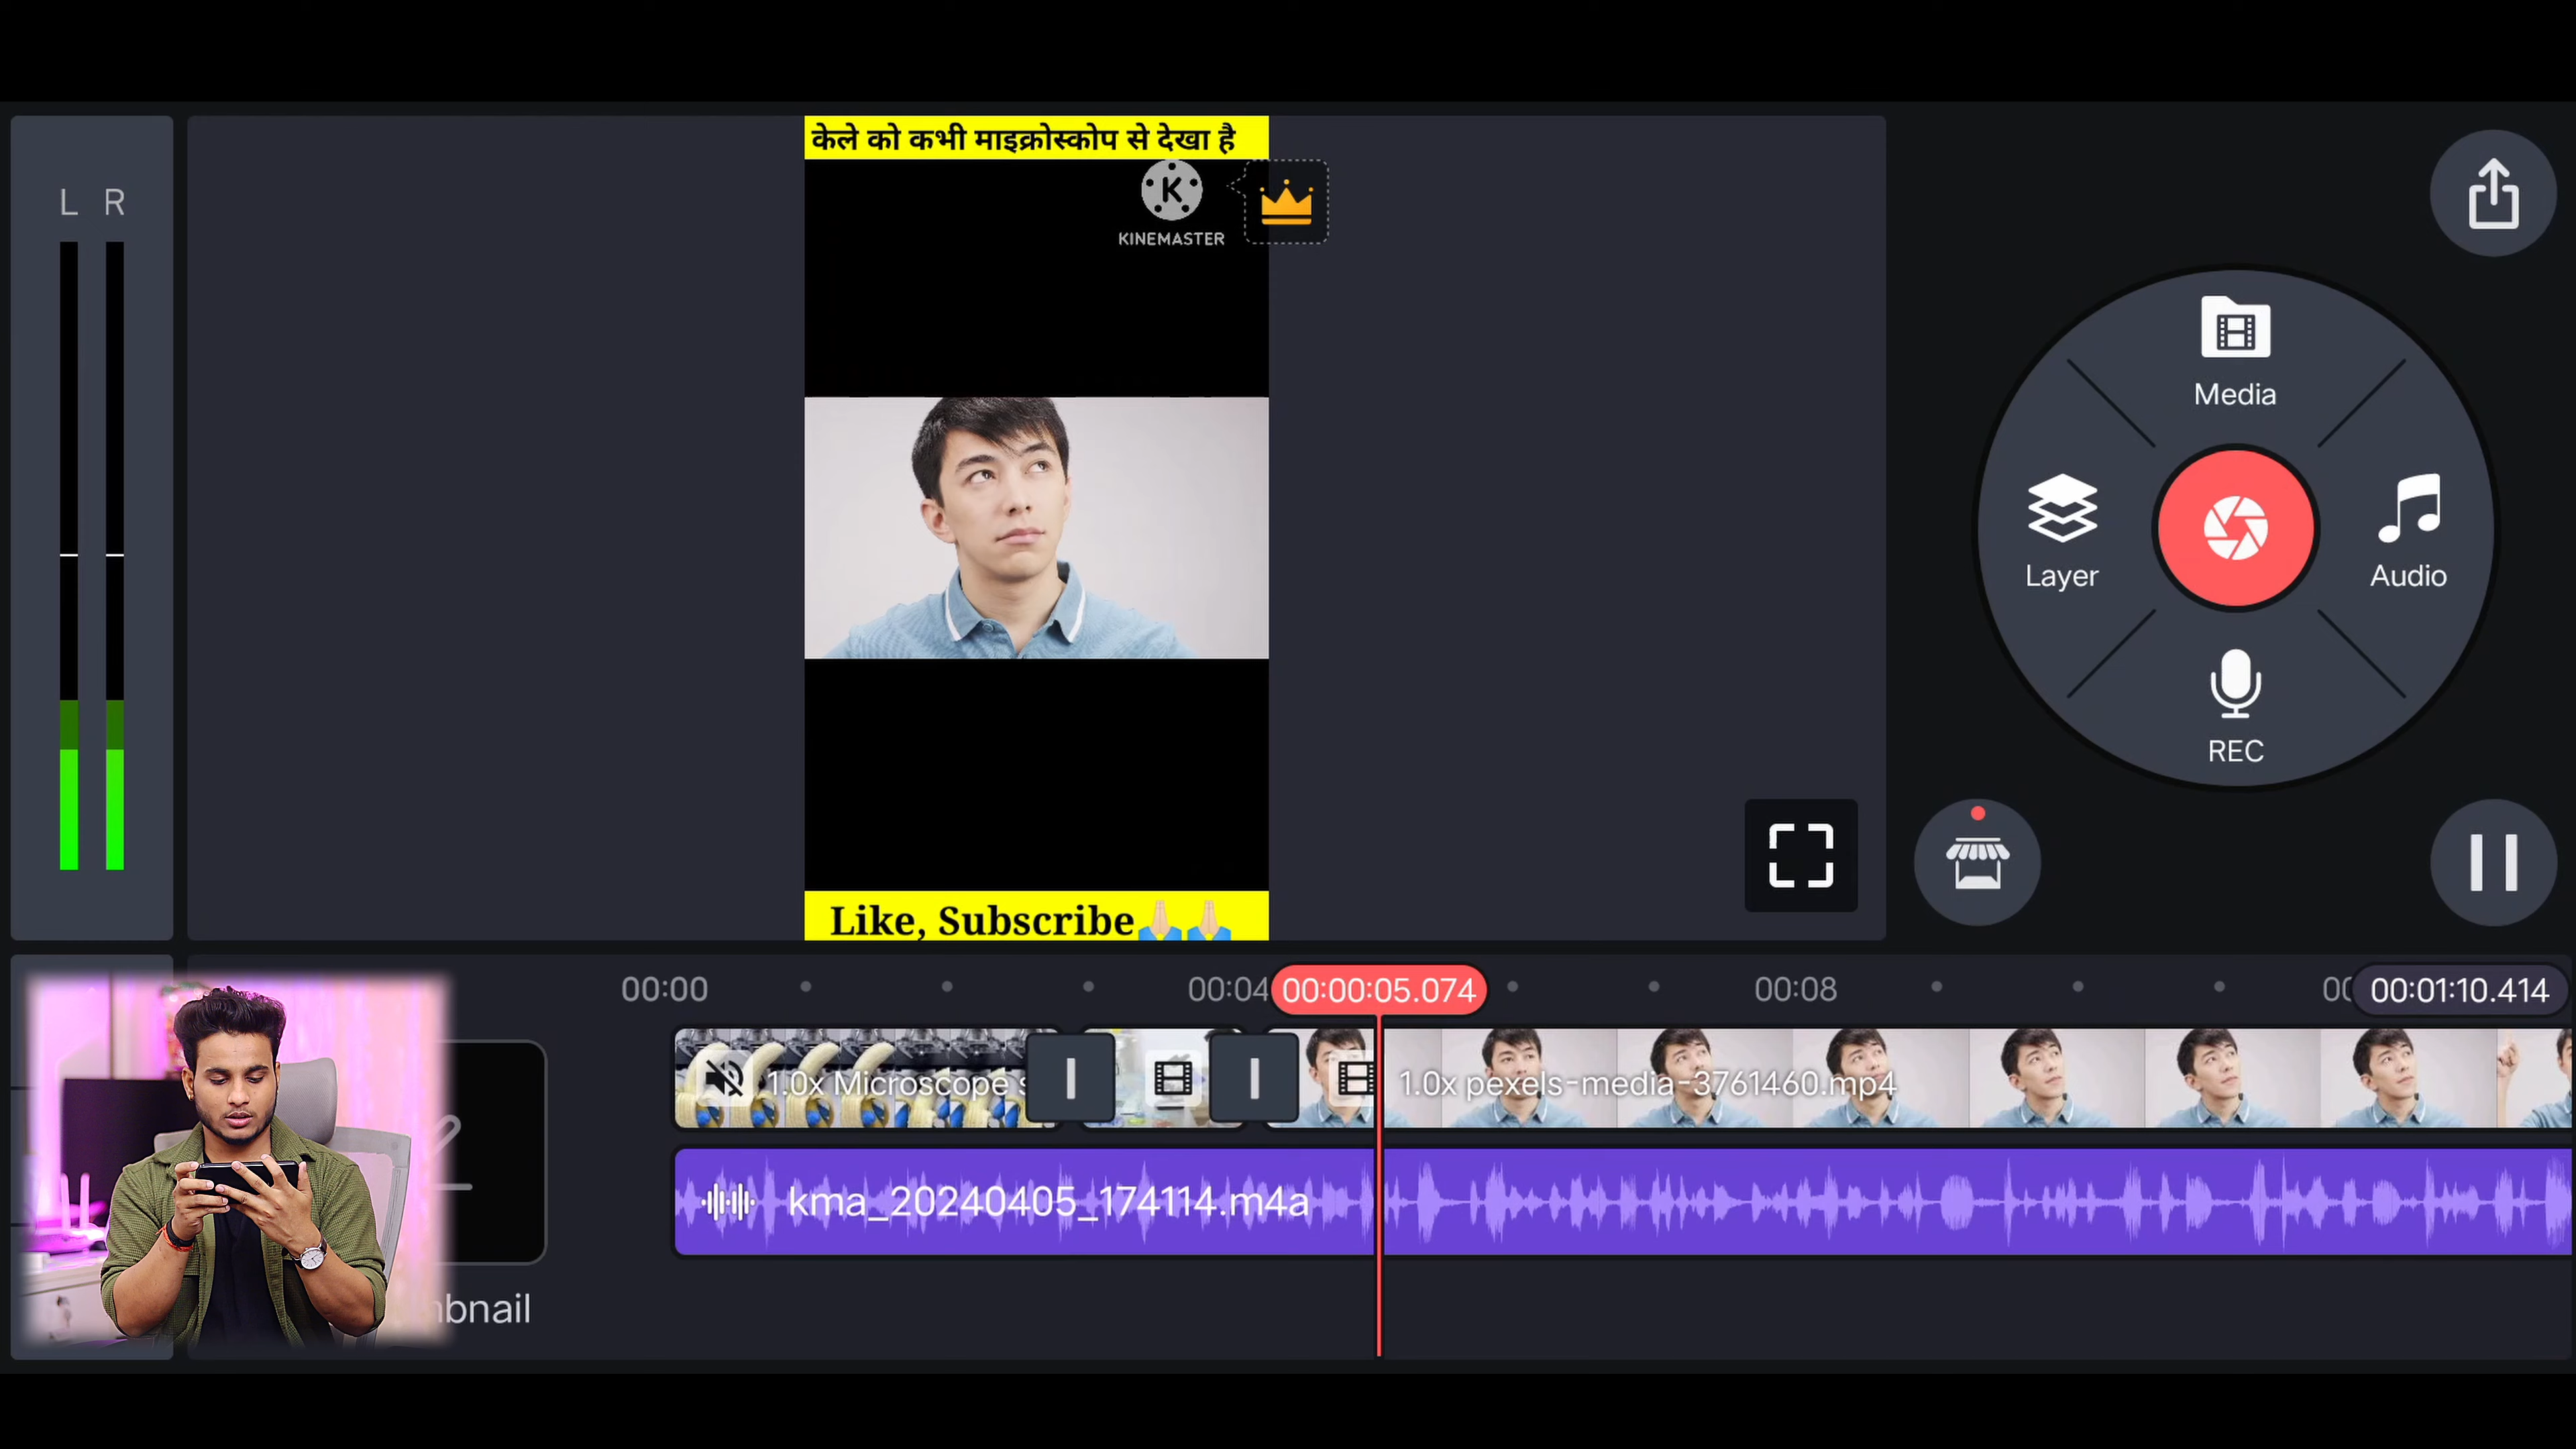 केले को कभी माइक्रोस्कोप से देखा है
L R
KINEMASTER
Media
Layer
Audio
REC
Like, Subscribe🙏🙏
00:00
00:04
00:00:05.074
00:08
00:01:10.414
1.0x Microscope s
1.0x pexels-media-3761460.mp4
kma_20240405_174114.m4a
bnail